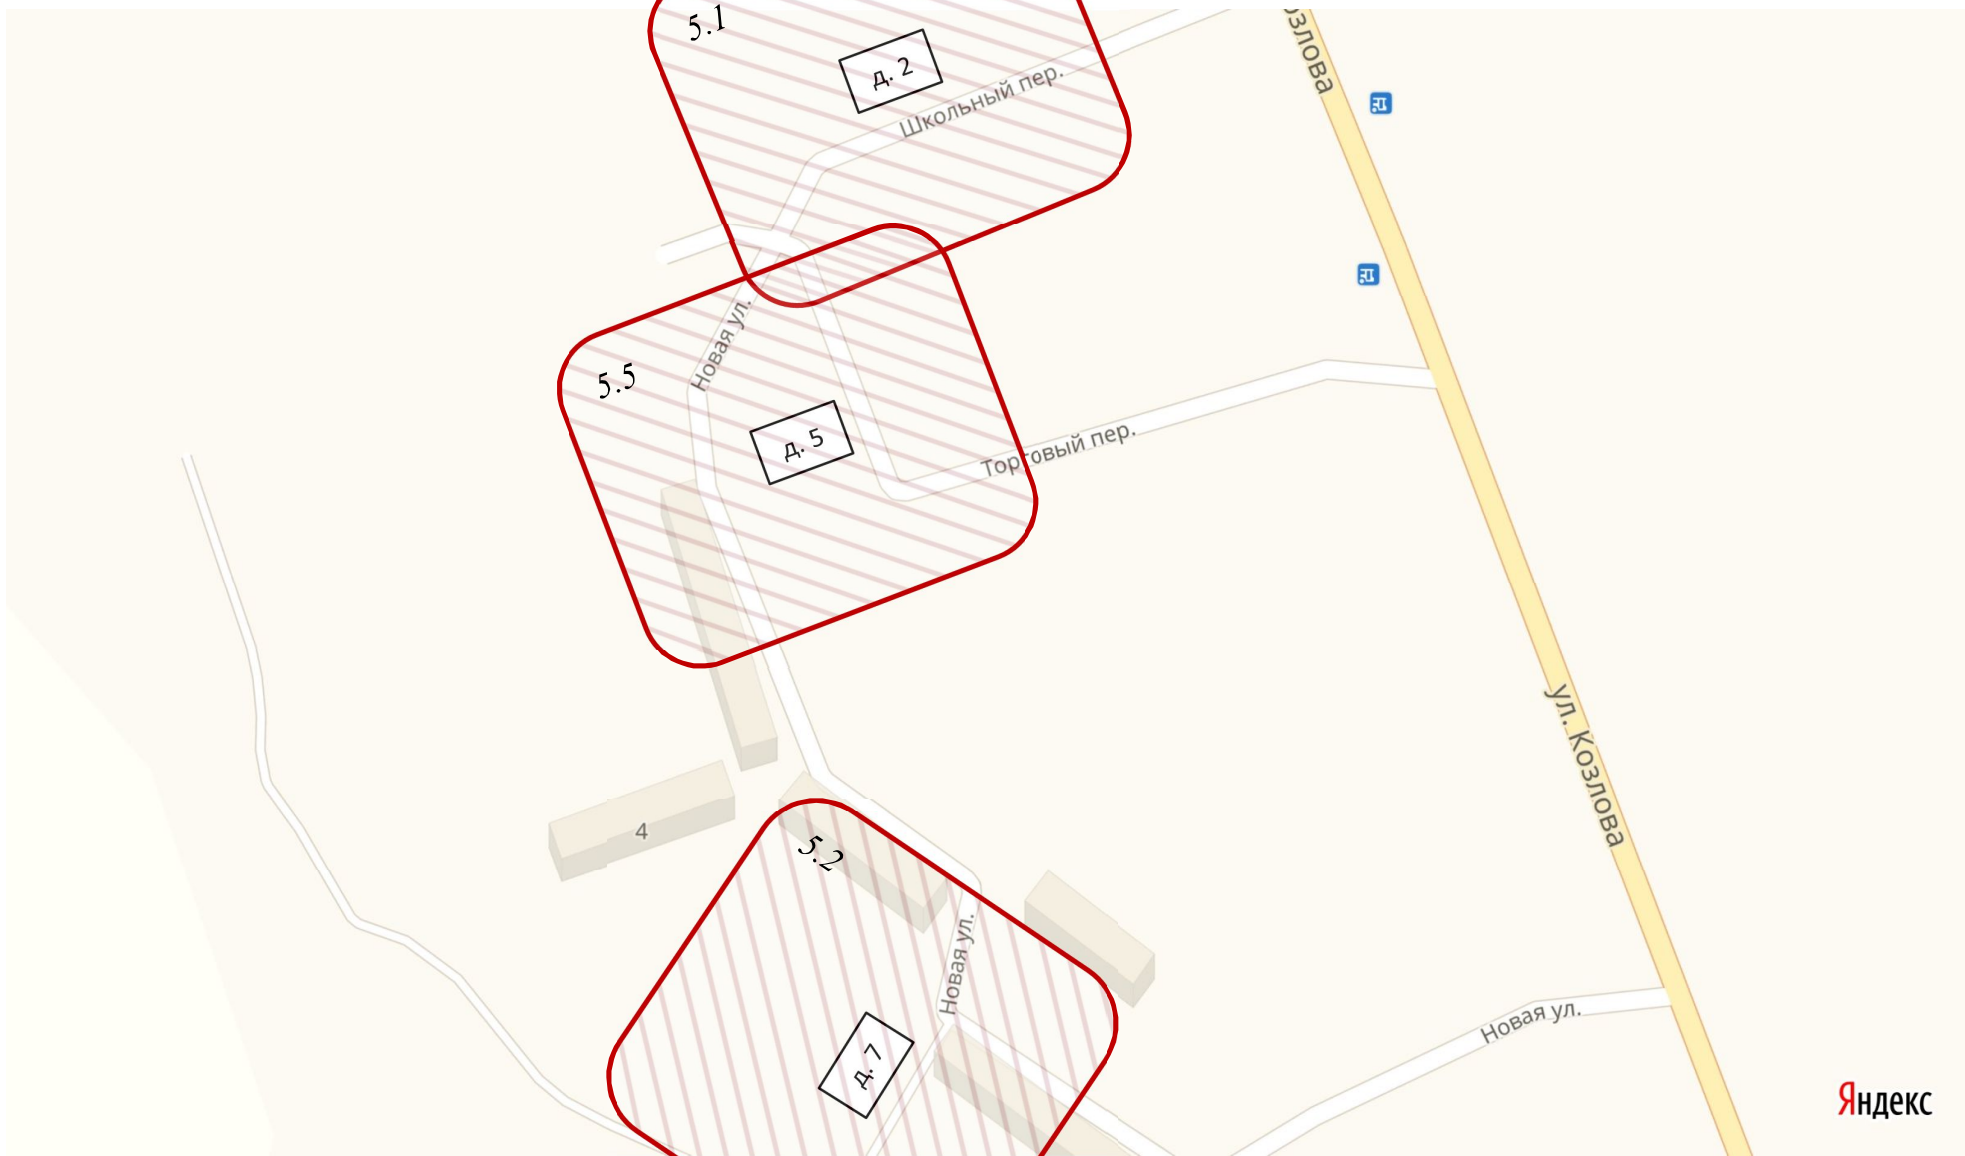 5.1
озлова
д. 2
Школьный пер.
Новая ул.
5.5
д. 5
Торговый пер.
ул. Козлова
4
5.2
Новая ул.
Новая ул.
д. 7
Яндекс